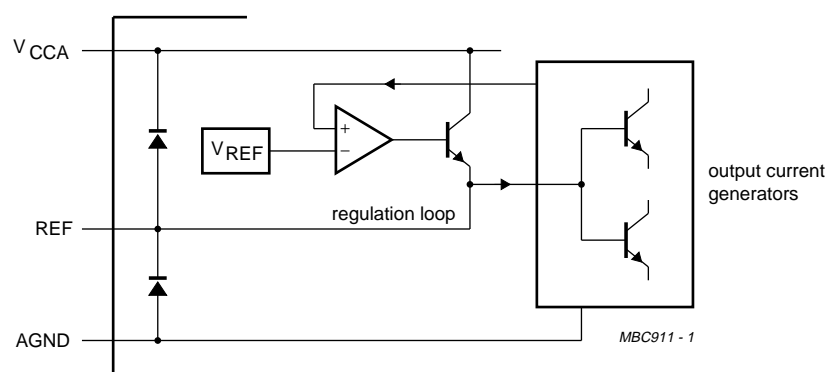 V CCA
+
−
V REF
output current
generators
regulation loop
REF
AGND
MBC911 - 1